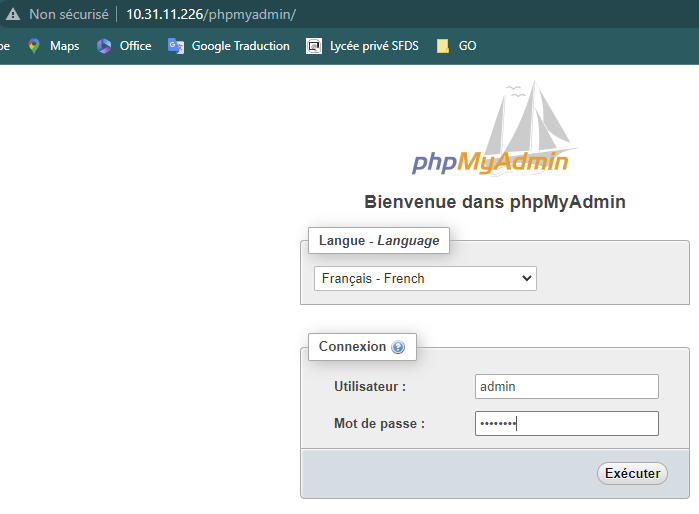 Non sécurisé 10.31.11.226/phpmyadmin/
pe Maps Office Google Traduction Lycée privé SFDS GO
phpMyAdmin
Bienvenue dans phpMyAdmin
Langue - Language
Français - French
Connexion
Utilisateur : admin
Mot de passe : ••••••••
Exécuter